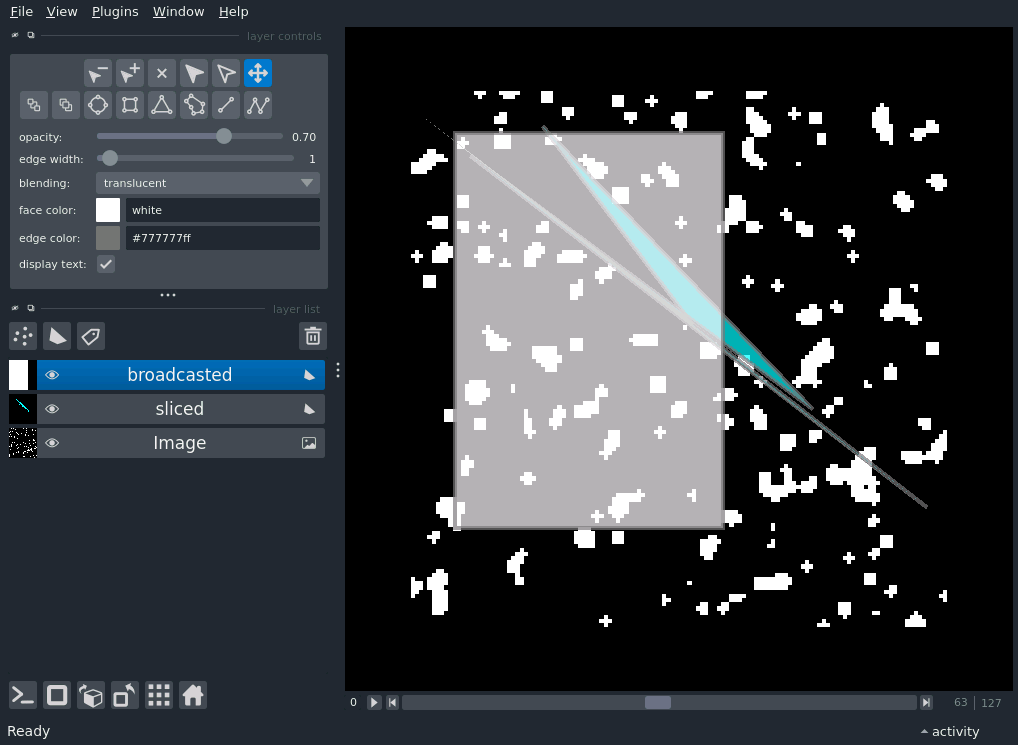 File View Plugins Window Help
layer controls
opacity: 0.70
edge width: 1
blending: translucent
face color: white
edge color: #777777ff
display text:
layer list
broadcasted
sliced
Image
0 63 127
Ready activity